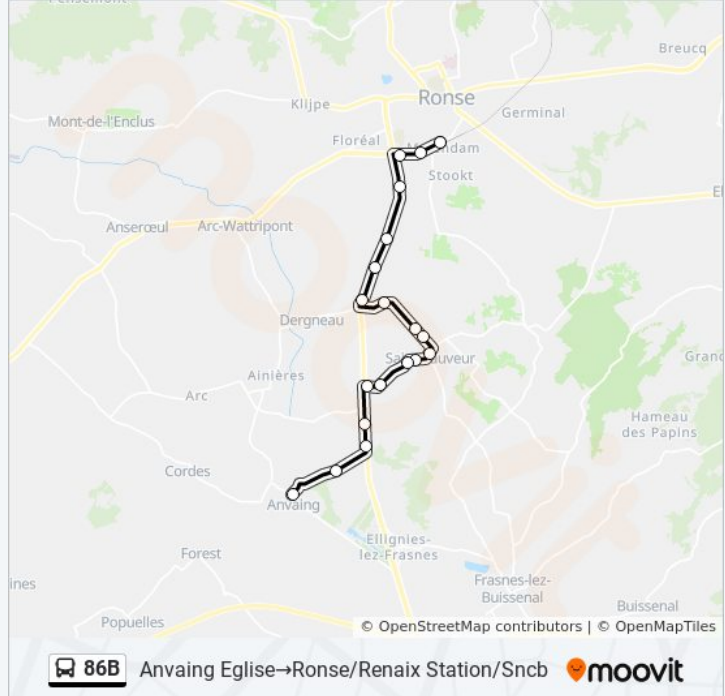 Breucq
Ronse
Klijpe
Germinal
Mont-de-l'Enclus
Floréal
Stookt
Anserœul
Arc-Wattripont
Dergneau
Ainières
Arc
Hameau
des Papins
Cordes
Anvaing
Ellignies-
lez-Frasnes
Forest
Frasnes-lez-
Buissenal
Buissenal
Popuelles
© OpenStreetMap contributors | © OpenMapTiles
86B Anvaing Eglise→Ronse/Renaix Station/Sncb moovit